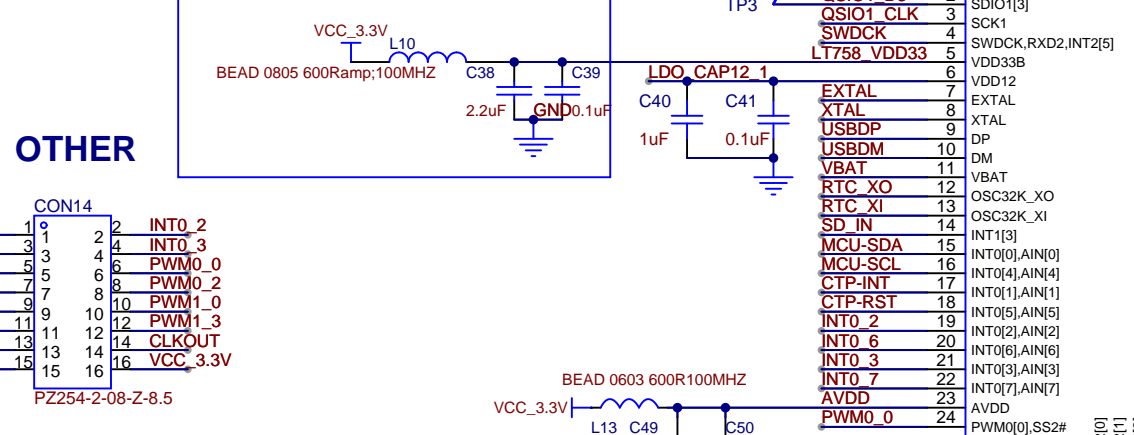 TP3
VCC_3.3V
L10
BEAD 0805 600Ramp;100MHZ
C38
C39
2.2uF
GND
0.1uF
LT758_VDD33
LDO_CAP12_1
C40
C41
1uF
0.1uF
OTHER
CON14
1 1 2 2 INT0_2
3 3 4 4 INT0_3
5 5 6 6 PWM0_0
7 7 8 8 PWM0_2
9 9 10 10 PWM1_0
11 11 12 12 PWM1_3
13 13 14 14 CLKOUT
15 15 16 16 VCC_3.3V
PZ254-2-08-Z-8.5
SDIO1[3]
QSIO1_CLK 3 SCK1
SWDCK 4 SWDCK,RXD2,INT2[5]
5 VDD33B
6 VDD12
EXTAL 7 EXTAL
XTAL 8 XTAL
USBDP 9 DP
USBDM 10 DM
VBAT 11 VBAT
RTC_XO 12 OSC32K_XO
RTC_XI 13 OSC32K_XI
SD_IN 14 INT1[3]
MCU-SDA 15 INT0[0],AIN[0]
MCU-SCL 16 INT0[4],AIN[4]
CTP-INT 17 INT0[1],AIN[1]
CTP-RST 18 INT0[5],AIN[5]
INT0_2 19 INT0[2],AIN[2]
INT0_6 20 INT0[6],AIN[6]
INT0_3 21 INT0[3],AIN[3]
INT0_7 22 INT0[7],AIN[7]
AVDD 23 AVDD
PWM0_0 24 PWM0[0],SS2#
BEAD 0603 600R100MHZ
VCC_3.3V
L13 C49
C50